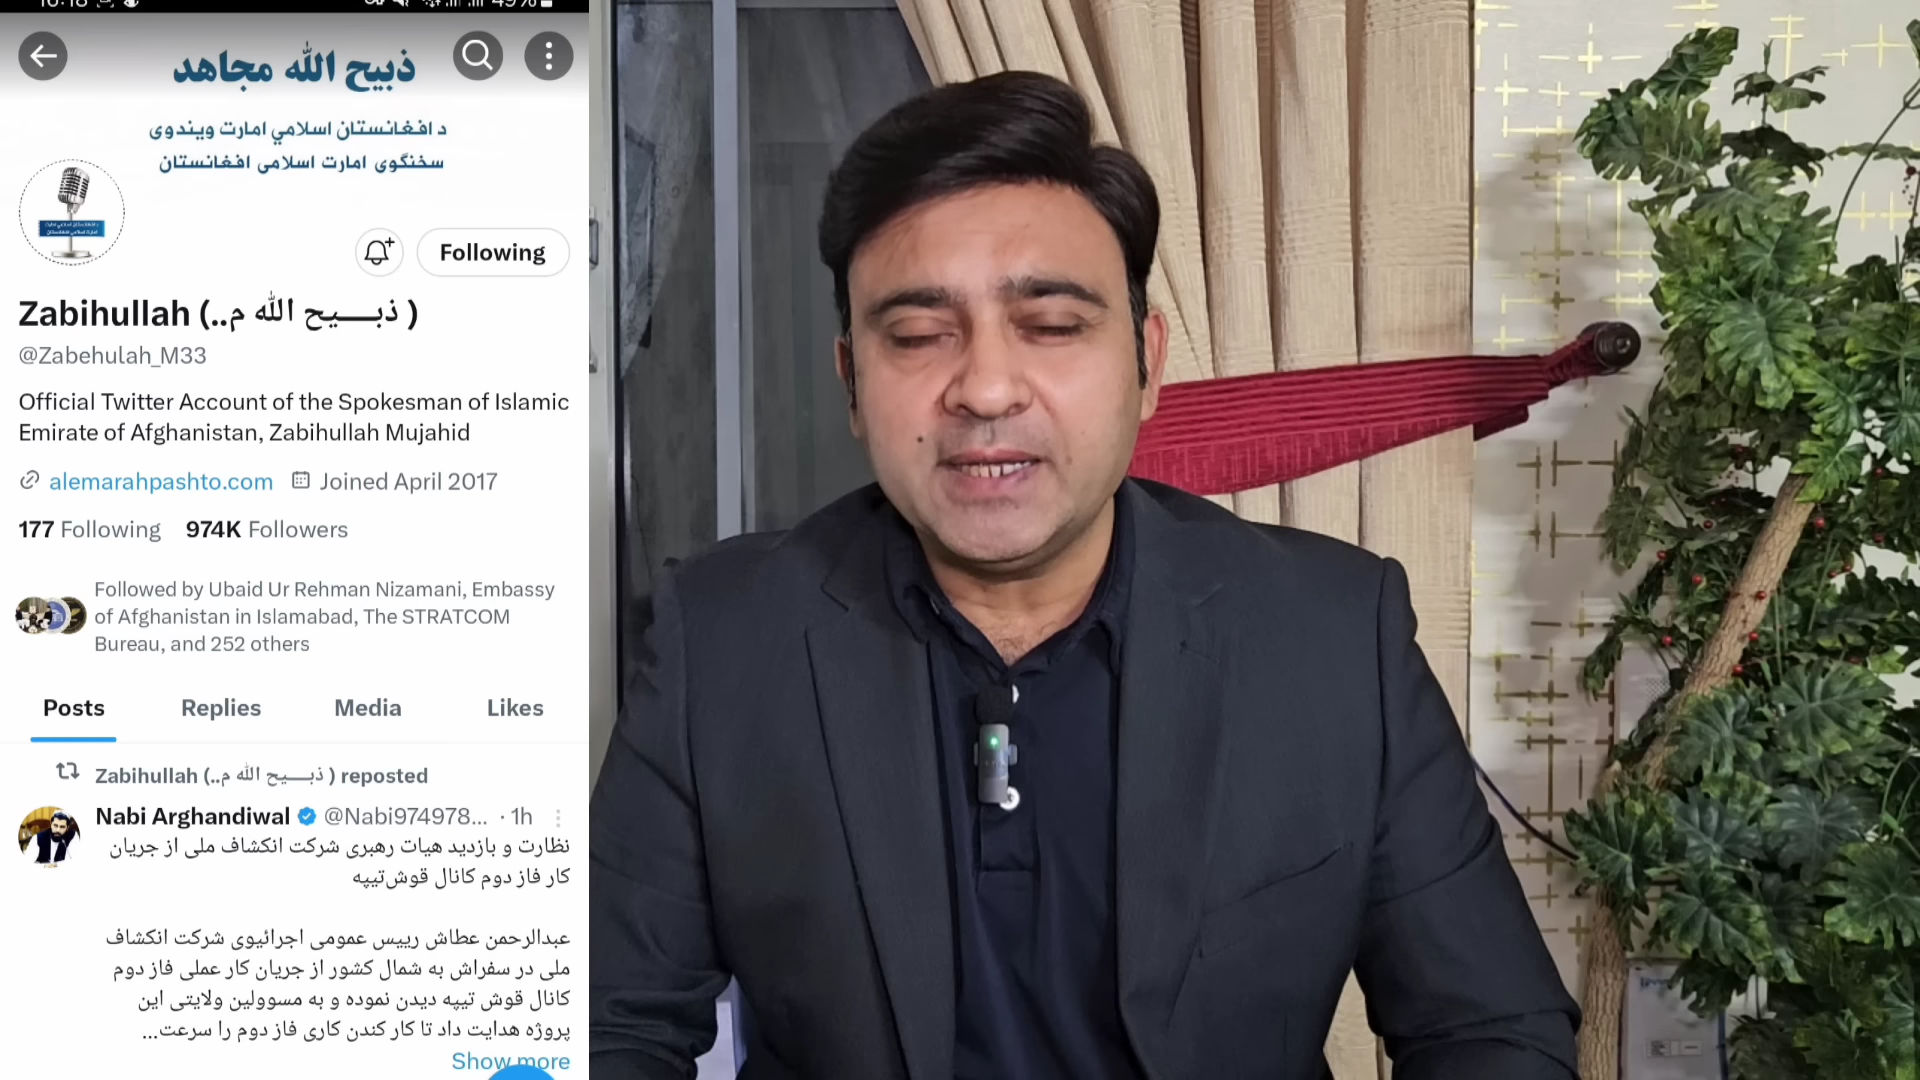 16:18
49%
ذبیح الله مجاهد
د افغانستان اسلامي امارت ویندوی
سخنگوی امارت اسلامی افغانستان
Following
Zabihullah (..ذبـــیح الله م )
@Zabehulah_M33
Official Twitter Account of the Spokesman of Islamic
Emirate of Afghanistan, Zabihullah Mujahid
alemarahpashto.com Joined April 2017
177 Following 974K Followers
Followed by Ubaid Ur Rehman Nizamani, Embassy
of Afghanistan in Islamabad, The STRATCOM
Bureau, and 252 others
Posts Replies Media Likes
Zabihullah (..ذبـــیح الله م ) reposted
Nabi Arghandiwal @Nabi974978... · 1h
نظارت و بازدید هیات رهبری شرکت انکشاف ملی از جریان
کار فاز دوم کانال قوش‌تیپه
عبدالرحمن عطاش رییس عمومی اجرائیوی شرکت انکشاف
ملی در سفراش به شمال کشور از جریان کار عملی فاز دوم
کانال قوش تیپه دیدن نموده و به مسوولین ولایتی این
پروژه هدایت داد تا کار کندن کاری فاز دوم را سرعت...
Show more